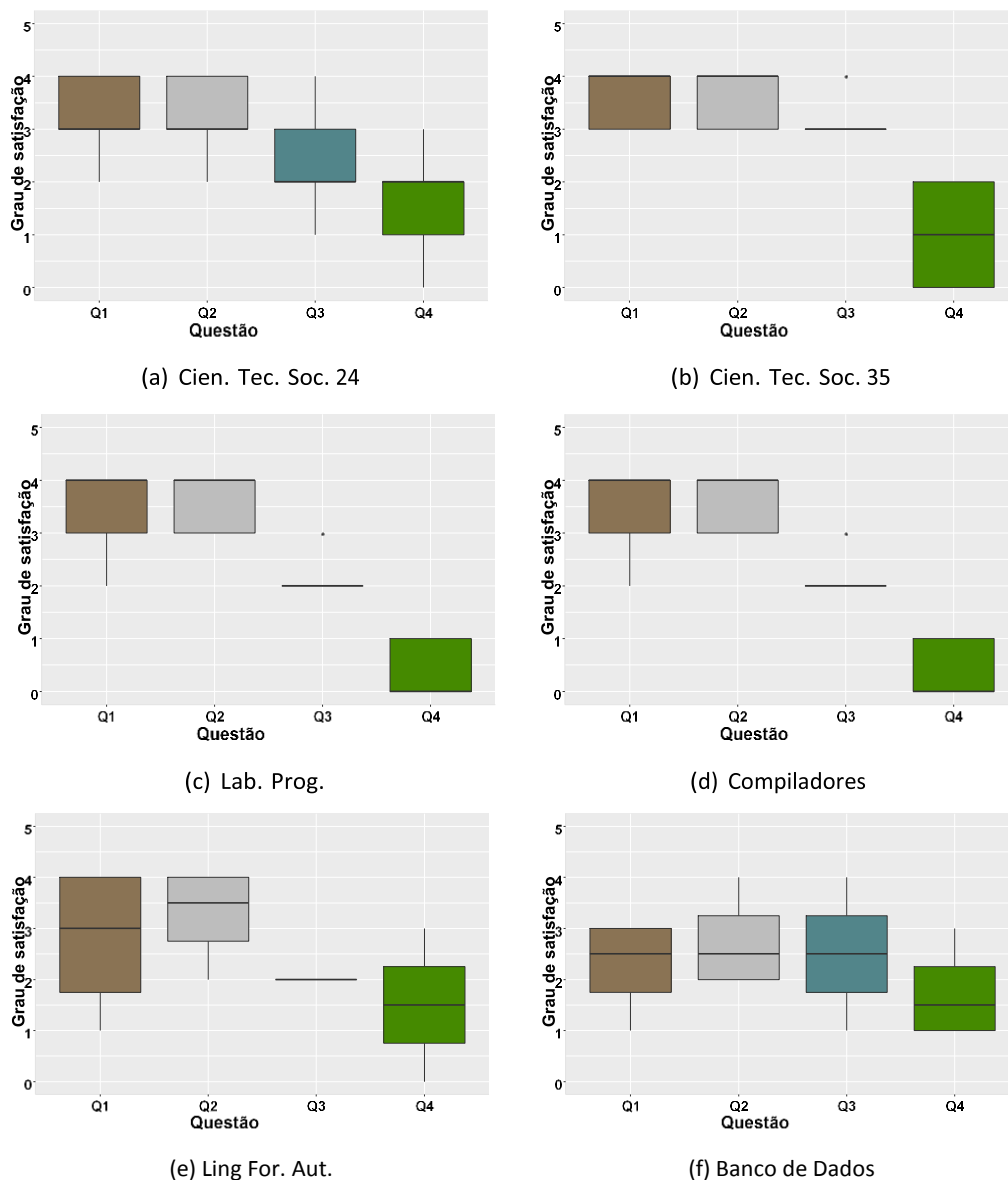 5
4
3
2
1
0
Grau de satisfação
Q1 Q2 Q3 Q4
Questão
(a) Cien. Tec. Soc. 24
5
4
3
2
1
0
Grau de satisfação
Q1 Q2 Q3 Q4
Questão
(b) Cien. Tec. Soc. 35
5
4
3
2
1
0
Grau de satisfação
Q1 Q2 Q3 Q4
Questão
(c) Lab. Prog.
5
4
3
2
1
0
Grau de satisfação
Q1 Q2 Q3 Q4
Questão
(d) Compiladores
5
4
3
2
1
0
Grau de satisfação
Q1 Q2 Q3 Q4
Questão
(e) Ling For. Aut.
5
4
3
2
1
0
Grau de satisfação
Q1 Q2 Q3 Q4
Questão
(f) Banco de Dados